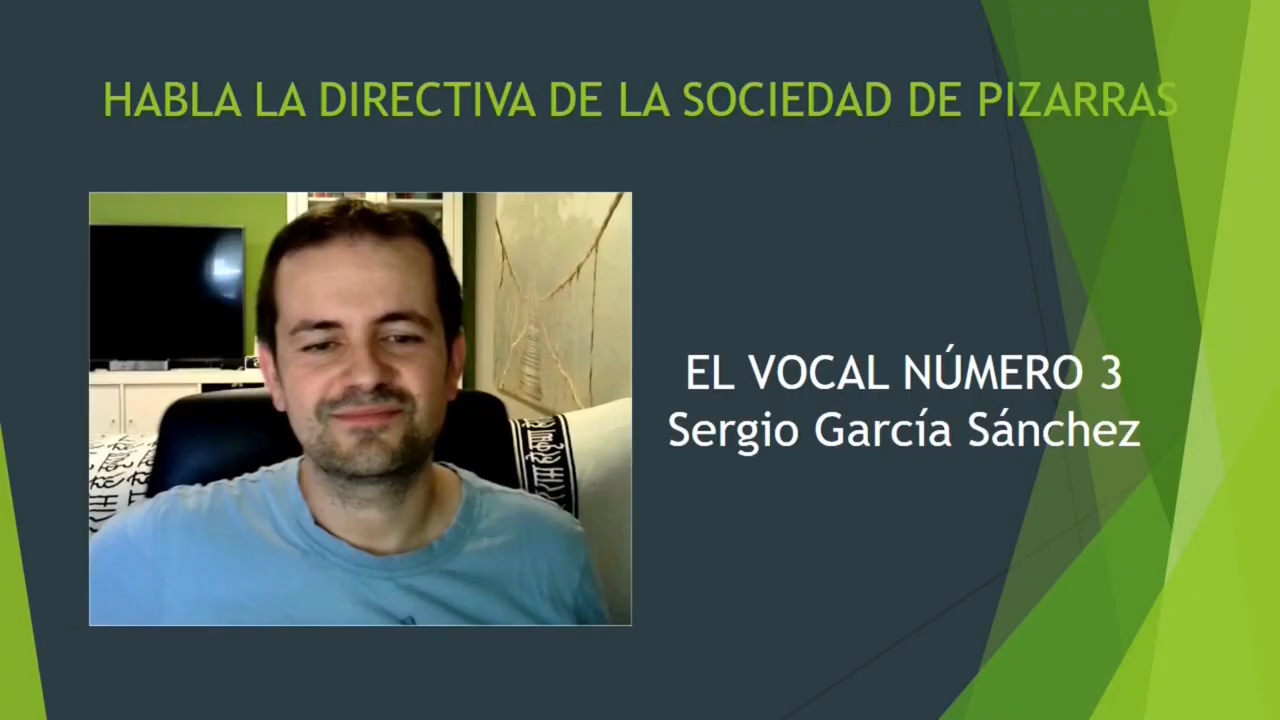 HABLA LA DIRECTIVA DE LA SOCIEDAD DE PIZARRAS
EL VOCAL NÚMERO 3
Sergio García Sánchez